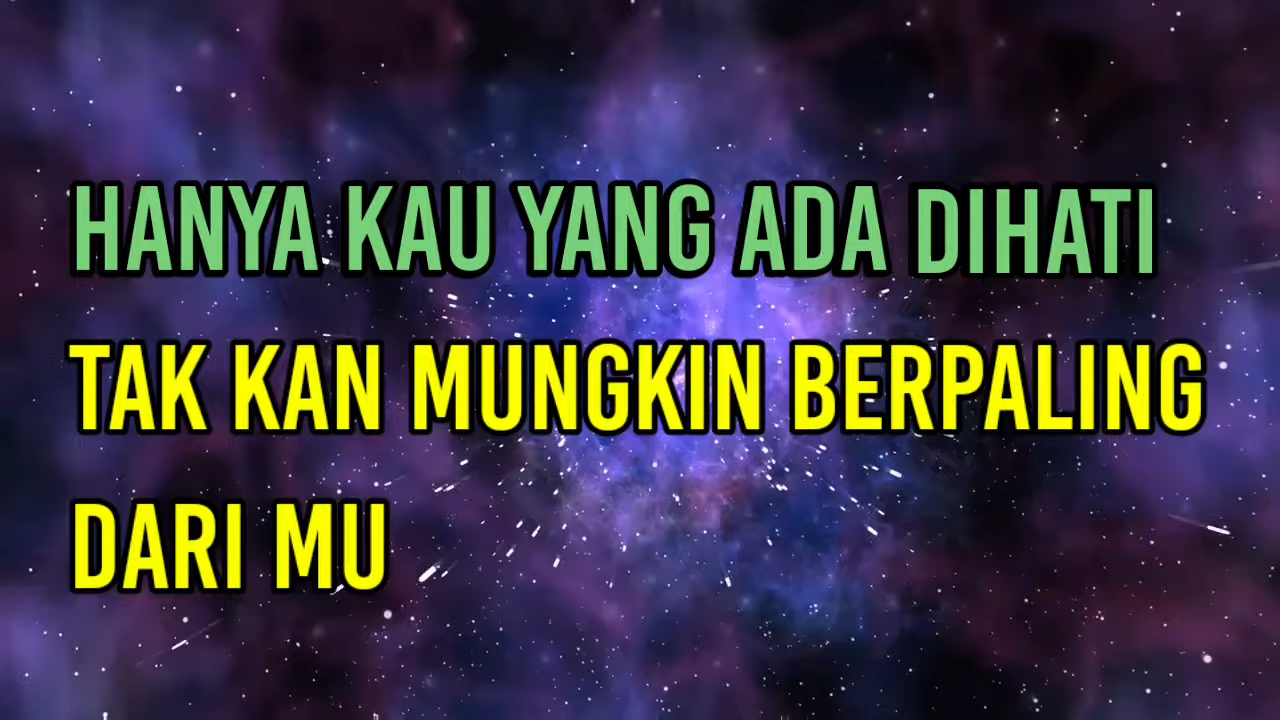 HANYA KAU YANG ADA DIHATI
TAK KAN MUNGKIN BERPALING
DARI MU